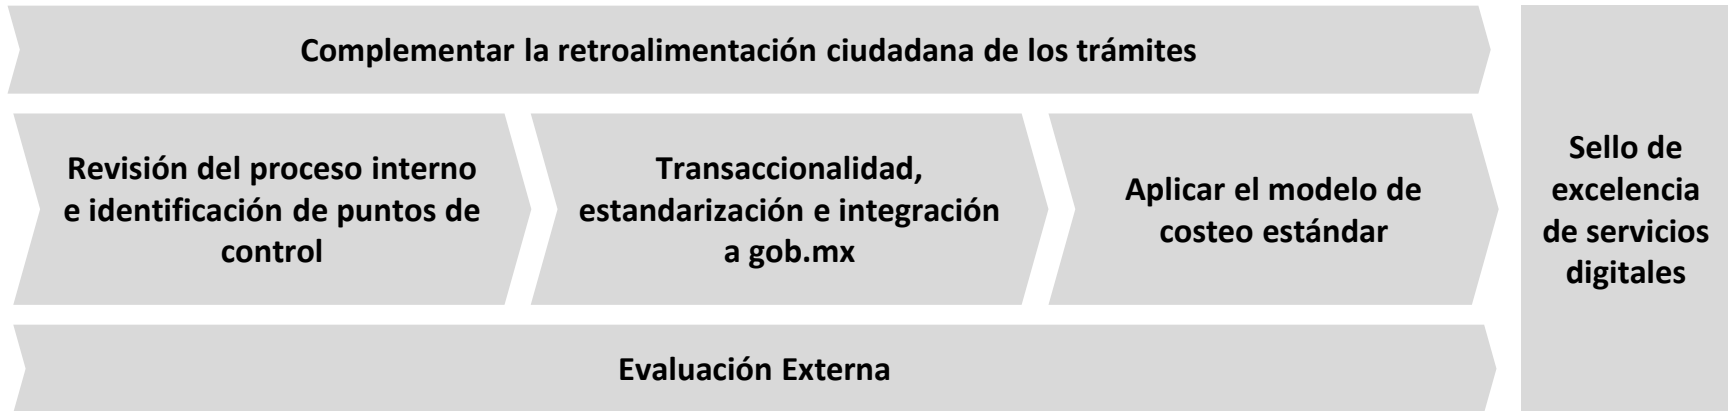 Complementar la retroalimentación ciudadana de los trámites
Revisión del proceso interno
e identificación de puntos de
control
Transaccionalidad,
estandarización e integración
a gob.mx
Aplicar el modelo de
costeo estándar
Evaluación Externa
Sello de
excelencia
de servicios
digitales